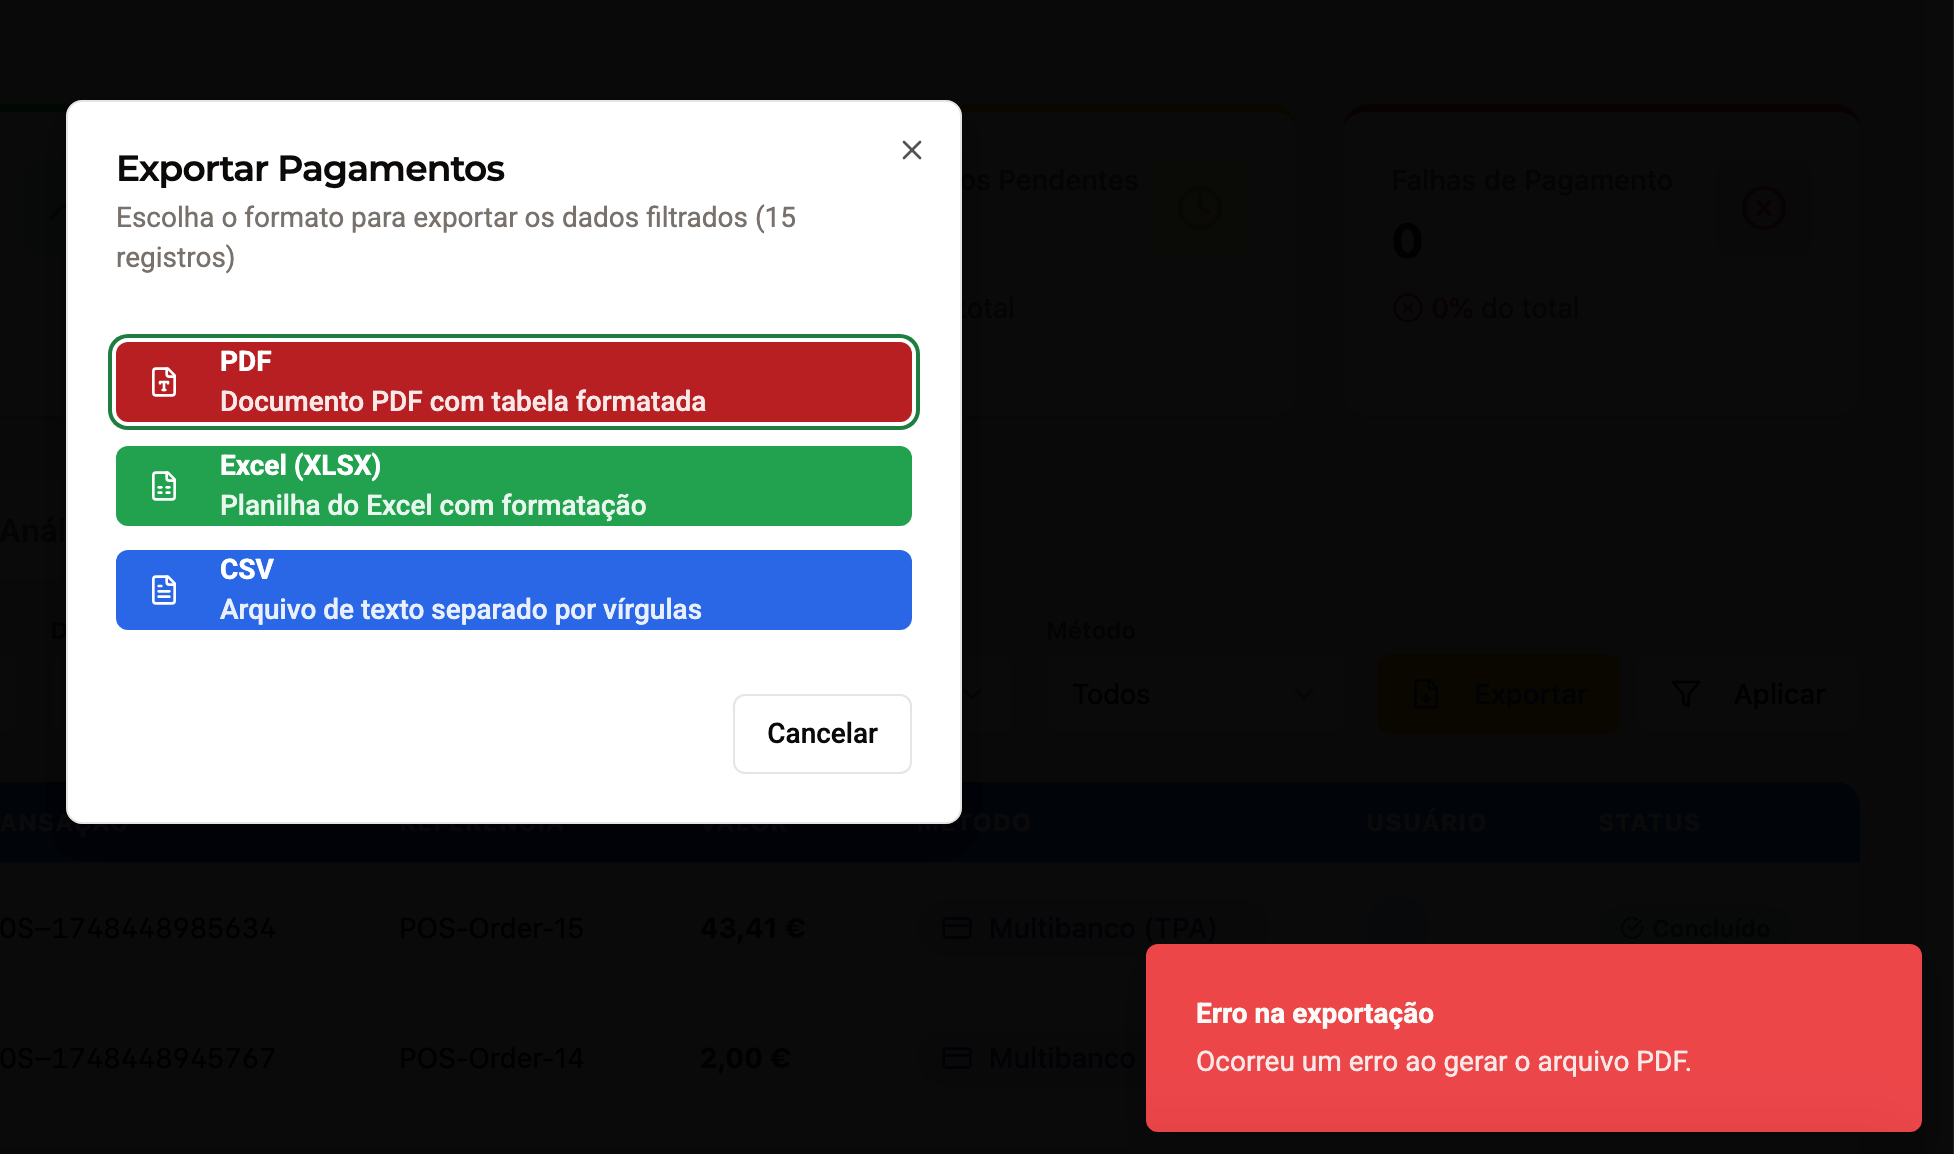 Exportar Pagamentos
Escolha o formato para exportar os dados filtrados (15
registros)
PDF
Documento PDF com tabela formatada
Excel (XLSX)
Planilha do Excel com formatação
CSV
Arquivo de texto separado por vírgulas
Cancelar
os Pendentes
total
Falhas de Pagamento
0
0% do total
Método
Todos
Exportar
Aplicar
REFERÊNCIA VALOR MÉTODO USUÁRIO STATUS
OS–1748448985634 POS-Order-15 43,41 € Multibanco (TPA) Concluído
OS–1748448945767 POS-Order-14 2,00 € Multibanco
Erro na exportação
Ocorreu um erro ao gerar o arquivo PDF.